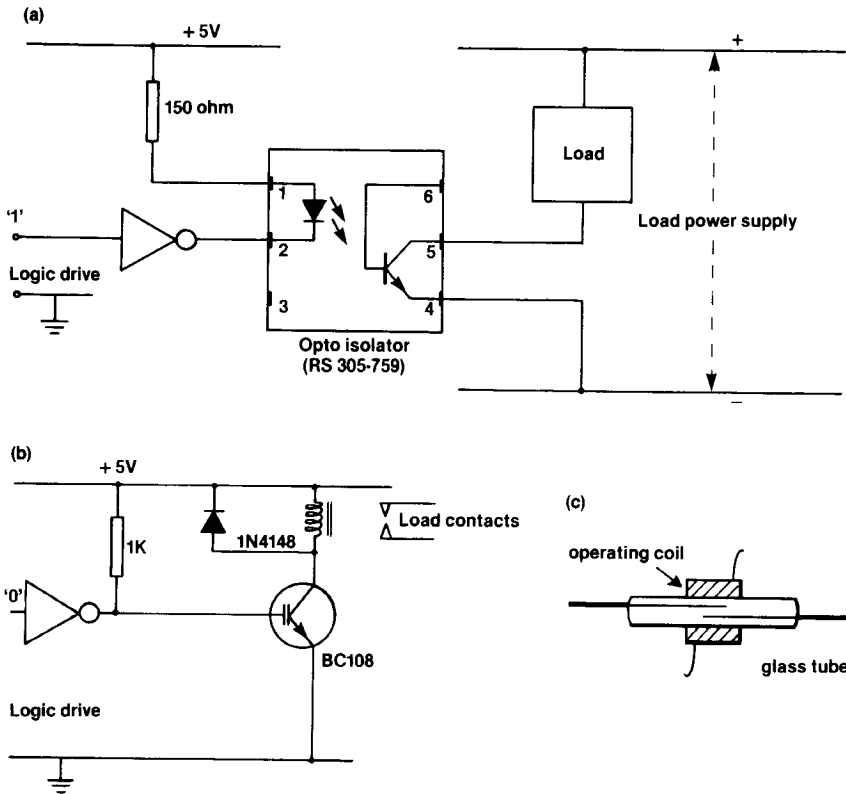 (a)
+ 5V
150 ohm
'1'
Logic drive
1
2
3
6
5
4
Opto isolator
(RS 305-759)
+
Load
Load power supply
–
(b)
+ 5V
1K
1N4148
Load contacts
'0'
BC108
Logic drive
(c)
operating coil
glass tube